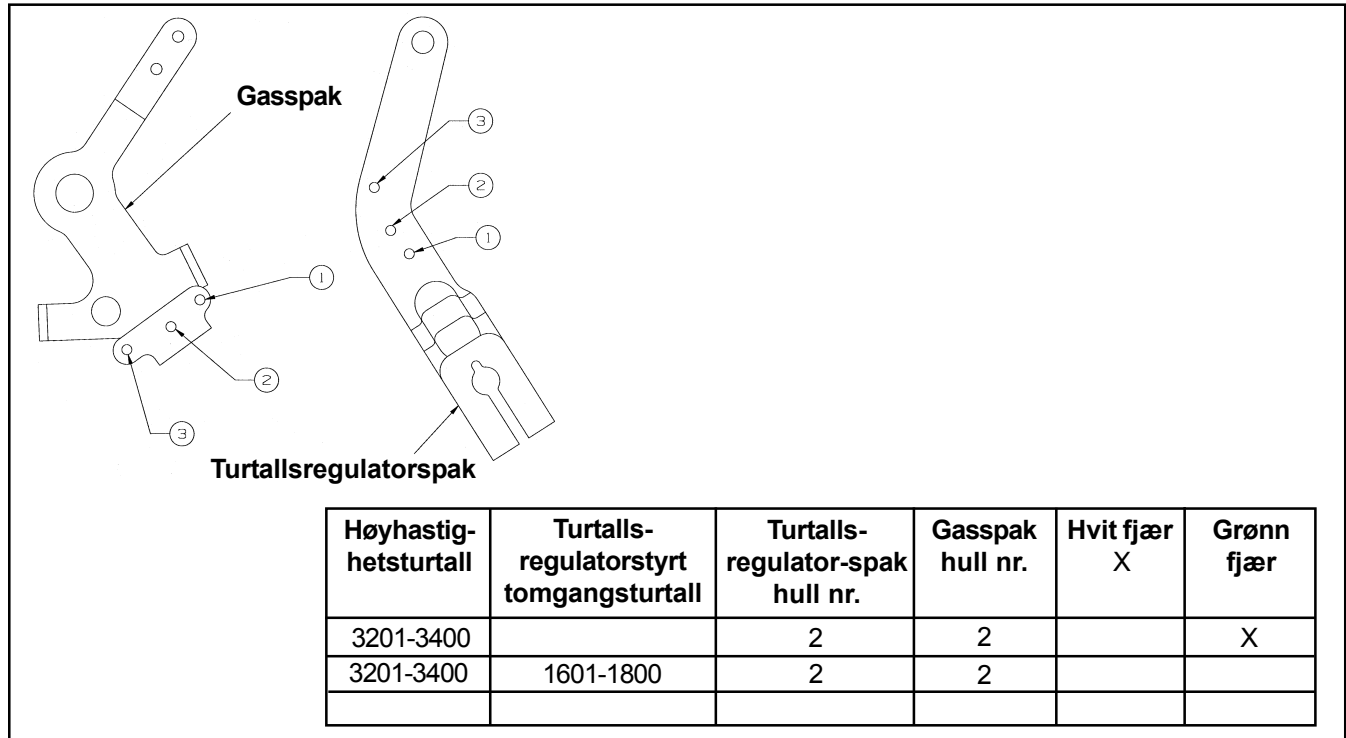 Gasspak
3
2
1
1
2
3
Turtallsregulatorspak
Høyhastig-
hetsturtall
Turtalls-
regulatorstyrt
tomgangsturtall
Turtalls-
regulator-spak
hull nr.
Gasspak
hull nr.
Hvit fjær
X
Grønn
fjær
3201-3400 2 2 X
3201-3400 1601-1800 2 2